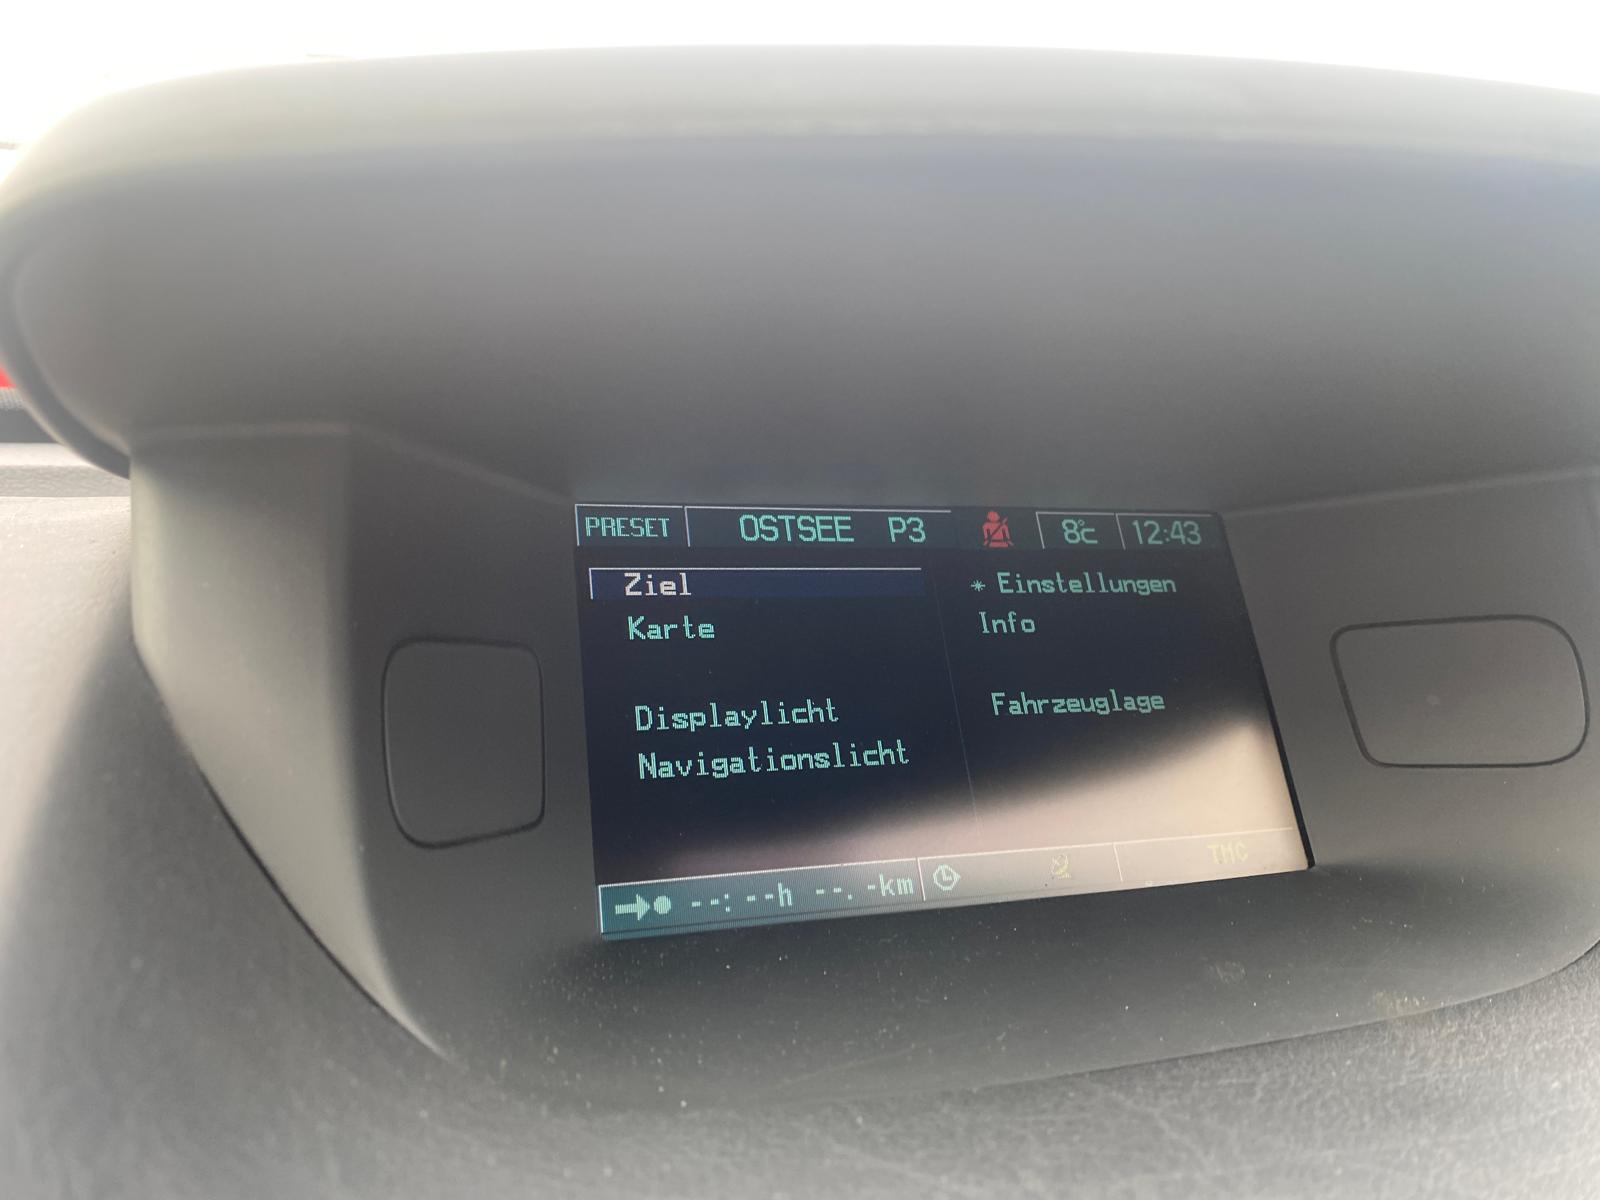 PRESET OSTSEE P3 8°C 12:43
Ziel
Karte
Displaylicht
Navigationslicht
* Einstellungen
Info
Fahrzeuglage
--:--h --.-km TMC